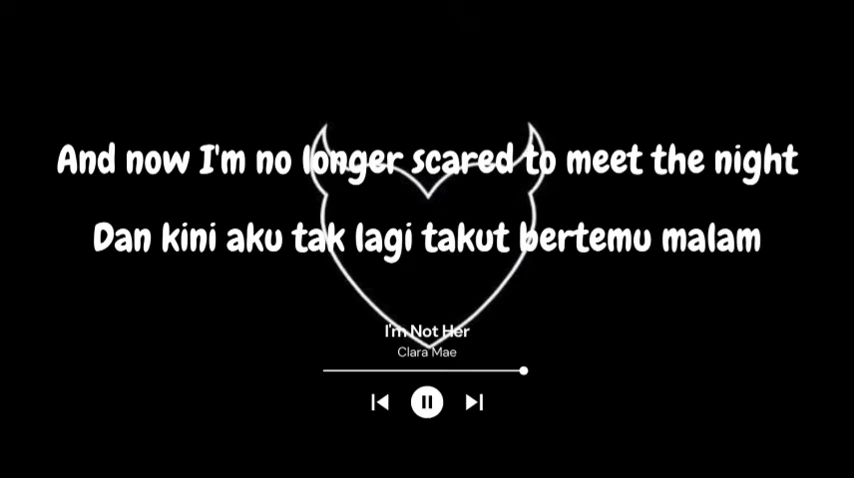 And now I'm no longer scared to meet the night
Dan kini aku tak lagi takut bertemu malam
I'm Not Her
Clara Mae